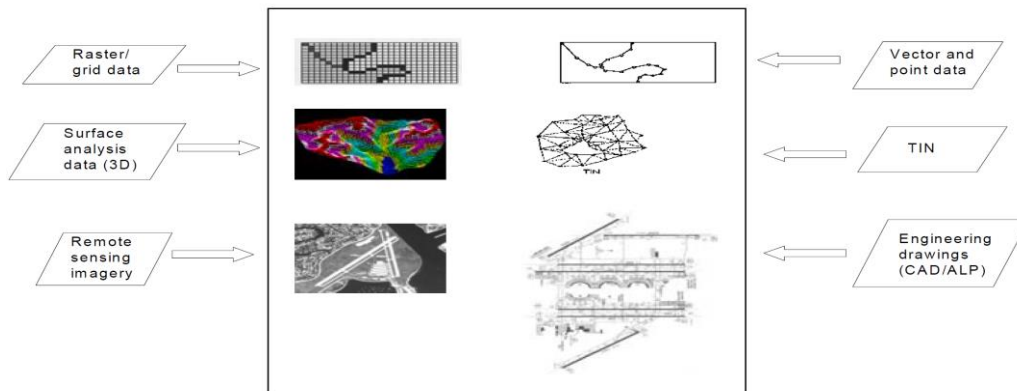 Raster/
grid data
Vector and
point data
Surface
analysis
data (3D)
TIN
TIN
Remote
sensing
imagery
Engineering
drawings
(CAD/ALP)